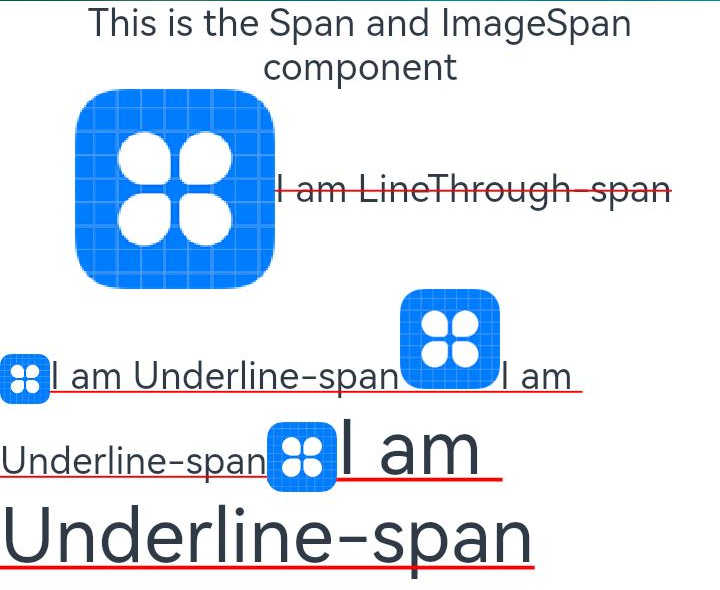 This is the Span and ImageSpan
component
I am LineThrough-span
I am Underline-span I am
Underline-span I am
Underline-span